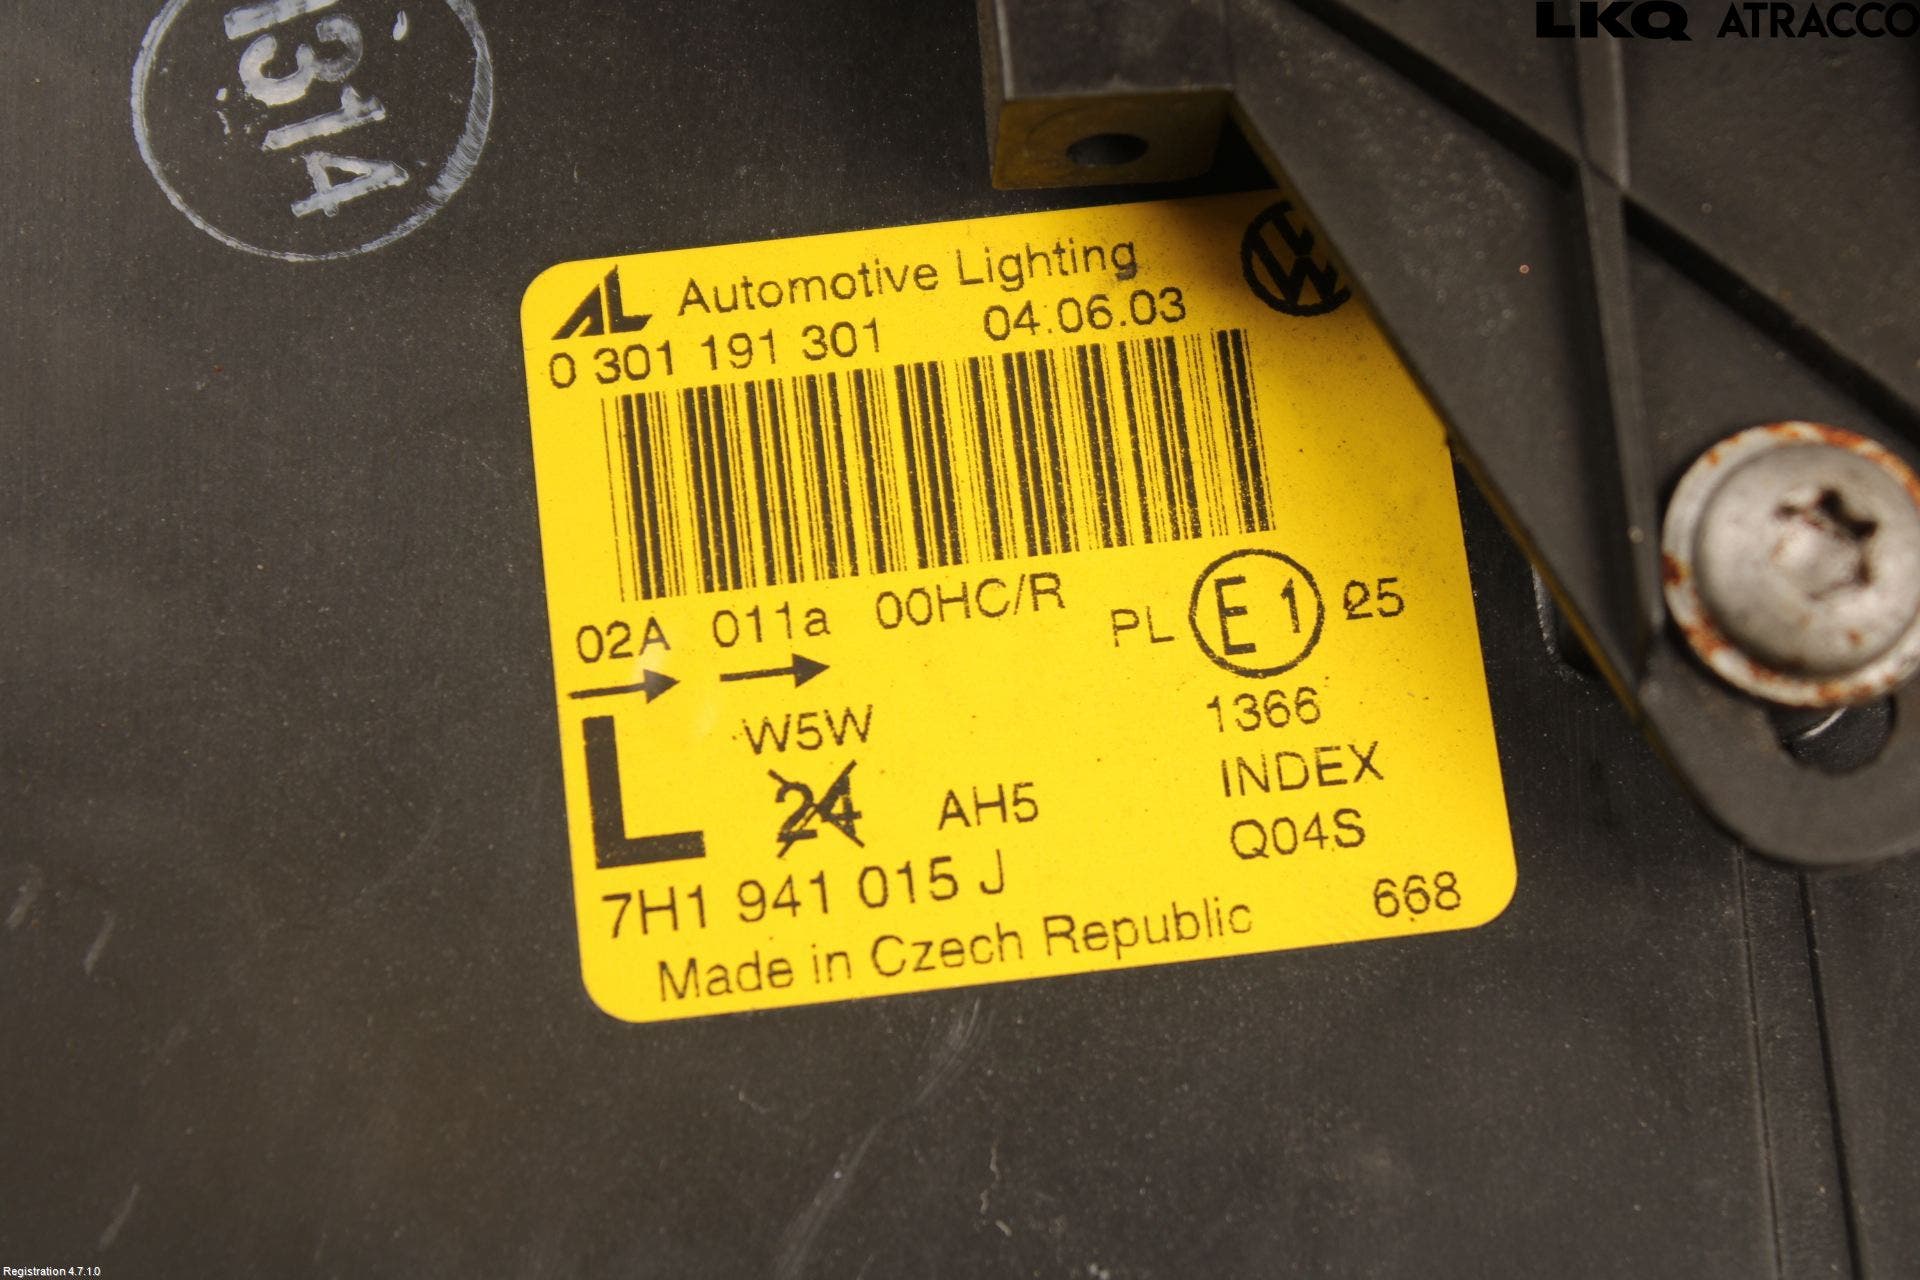 LKQ ATRACCO
1314
AL Automotive Lighting
0 301 191 301 04.06.03
02A 011a 00HC/R PL E1 25
L W5W 1366
24 AH5 INDEX
Q04S
7H1 941 015 J 668
Made in Czech Republic
Registration 4.7.1.0